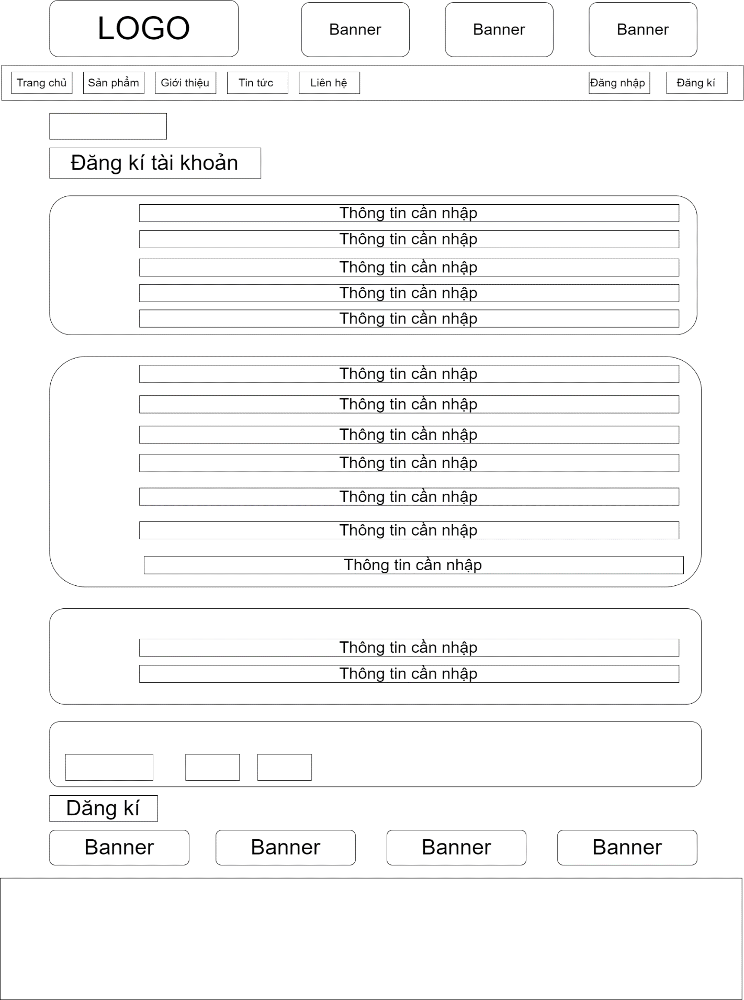 LOGO
Banner
Banner
Banner
Trang chủ
Sản phẩm
Giới thiệu
Tin tức
Liên hệ
Đăng nhập
Đăng kí
Đăng kí tài khoản
Thông tin cần nhập
Thông tin cần nhập
Thông tin cần nhập
Thông tin cần nhập
Thông tin cần nhập
Thông tin cần nhập
Thông tin cần nhập
Thông tin cần nhập
Thông tin cần nhập
Thông tin cần nhập
Thông tin cần nhập
Thông tin cần nhập
Thông tin cần nhập
Thông tin cần nhập
Dăng kí
Banner
Banner
Banner
Banner